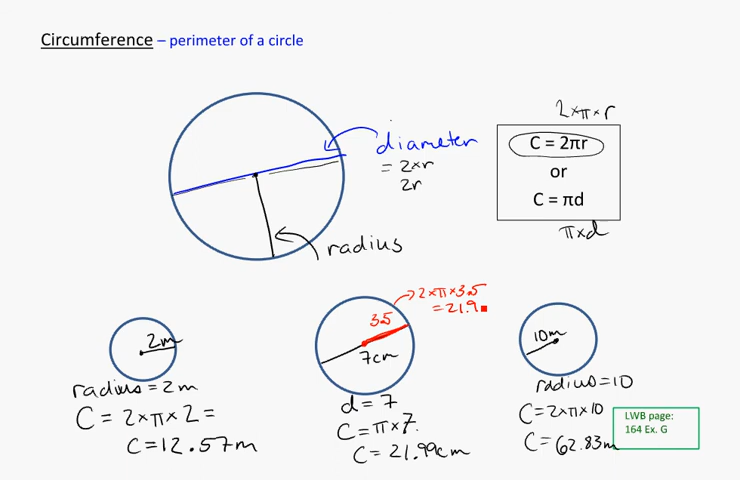 Circumference – perimeter of a circle
2×π×r
C = 2πr
or
C = πd
π×d
diameter
= 2×r
2r
radius
2m
radius = 2m
C = 2×π×2 =
C = 12.57m
2×π×3.5
= 21.9
3.5
7cm
d = 7
C = π×7.
C = 21.99cm
10m
radius = 10
C = 2×π×10
C = 62.83m
LWB page:
164 Ex. G